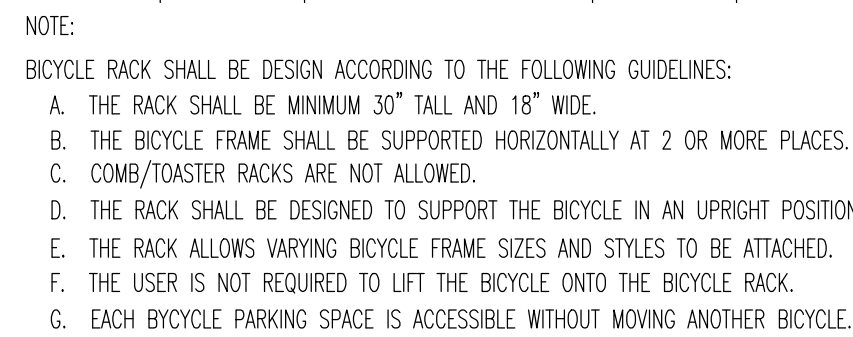 NOTE:
BICYCLE RACK SHALL BE DESIGN ACCORDING TO THE FOLLOWING GUIDELINES:
A. THE RACK SHALL BE MINIMUM 30” TALL AND 18” WIDE.
B. THE BICYCLE FRAME SHALL BE SUPPORTED HORIZONTALLY AT 2 OR MORE PLACES.
C. COMB/TOASTER RACKS ARE NOT ALLOWED.
D. THE RACK SHALL BE DESIGNED TO SUPPORT THE BICYCLE IN AN UPRIGHT POSITION
E. THE RACK ALLOWS VARYING BICYCLE FRAME SIZES AND STYLES TO BE ATTACHED.
F. THE USER IS NOT REQUIRED TO LIFT THE BICYCLE ONTO THE BICYCLE RACK.
G. EACH BYCYCLE PARKING SPACE IS ACCESSIBLE WITHOUT MOVING ANOTHER BICYCLE.